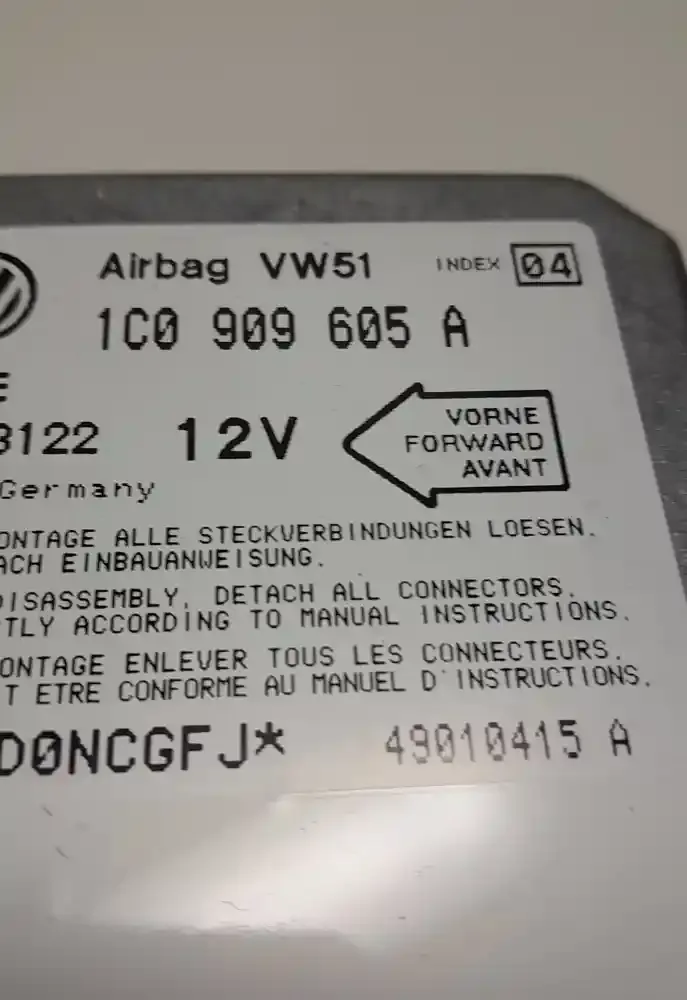 Airbag VW51 INDEX 04
1C0 909 605 A
3122 12V
VORNE
FORWARD
AVANT
Germany
ONTAGE ALLE STECKVERBINDUNGEN LOESEN.
ACH EINBAUANWEISUNG.
DISASSEMBLY, DETACH ALL CONNECTORS.
TLY ACCORDING TO MANUAL INSTRUCTIONS.
ONTAGE ENLEVER TOUS LES CONNECTEURS.
T ETRE CONFORME AU MANUEL D'INSTRUCTIONS.
D0NCGFJ* 49010415 A